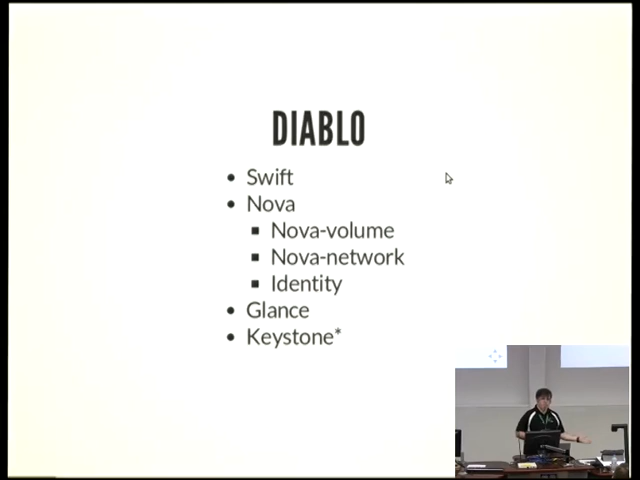 DIABLO
• Swift
• Nova
▪ Nova-volume
▪ Nova-network
▪ Identity
• Glance
• Keystone*